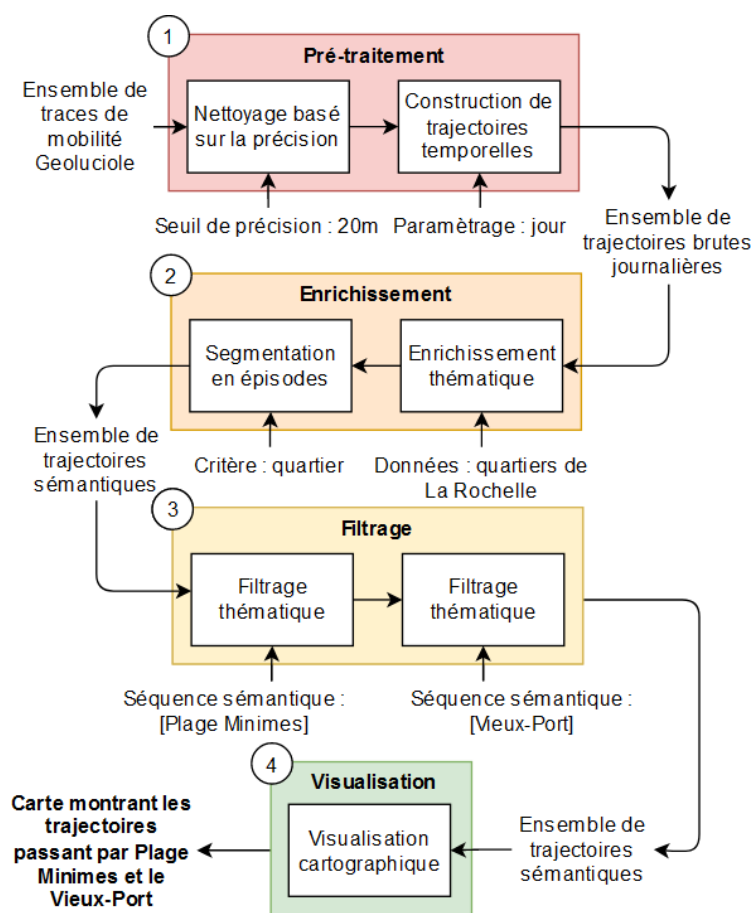 1
Pré-traitement
Ensemble de
traces de
mobilité
Geoluciole
Nettoyage basé
sur la précision
Construction de
trajectoires
temporelles
Seuil de précision : 20m
Paramètrage : jour
Ensemble de
trajectoires brutes
journalières
2
Enrichissement
Segmentation
en épisodes
Enrichissement
thématique
Ensemble de
trajectoires
sémantiques
Critère : quartier
Données : quartiers de
La Rochelle
3
Filtrage
Filtrage
thématique
Filtrage
thématique
Séquence sémantique :
[Plage Minimes]
Séquence sémantique :
[Vieux-Port]
4
Visualisation
Carte montrant les
trajectoires
passant par Plage
Minimes et le
Vieux-Port
Visualisation
cartographique
Ensemble de
trajectoires
sémantiques